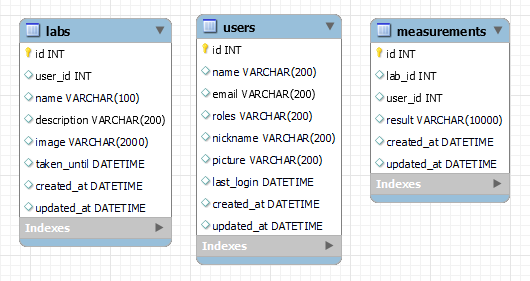 labs
id INT
user_id INT
name VARCHAR(100)
description VARCHAR(200)
image VARCHAR(2000)
taken_until DATETIME
created_at DATETIME
updated_at DATETIME
Indexes
users
id INT
name VARCHAR(200)
email VARCHAR(200)
roles VARCHAR(200)
nickname VARCHAR(200)
picture VARCHAR(200)
last_login DATETIME
created_at DATETIME
updated_at DATETIME
Indexes
measurements
id INT
lab_id INT
user_id INT
result VARCHAR(10000)
created_at DATETIME
updated_at DATETIME
Indexes